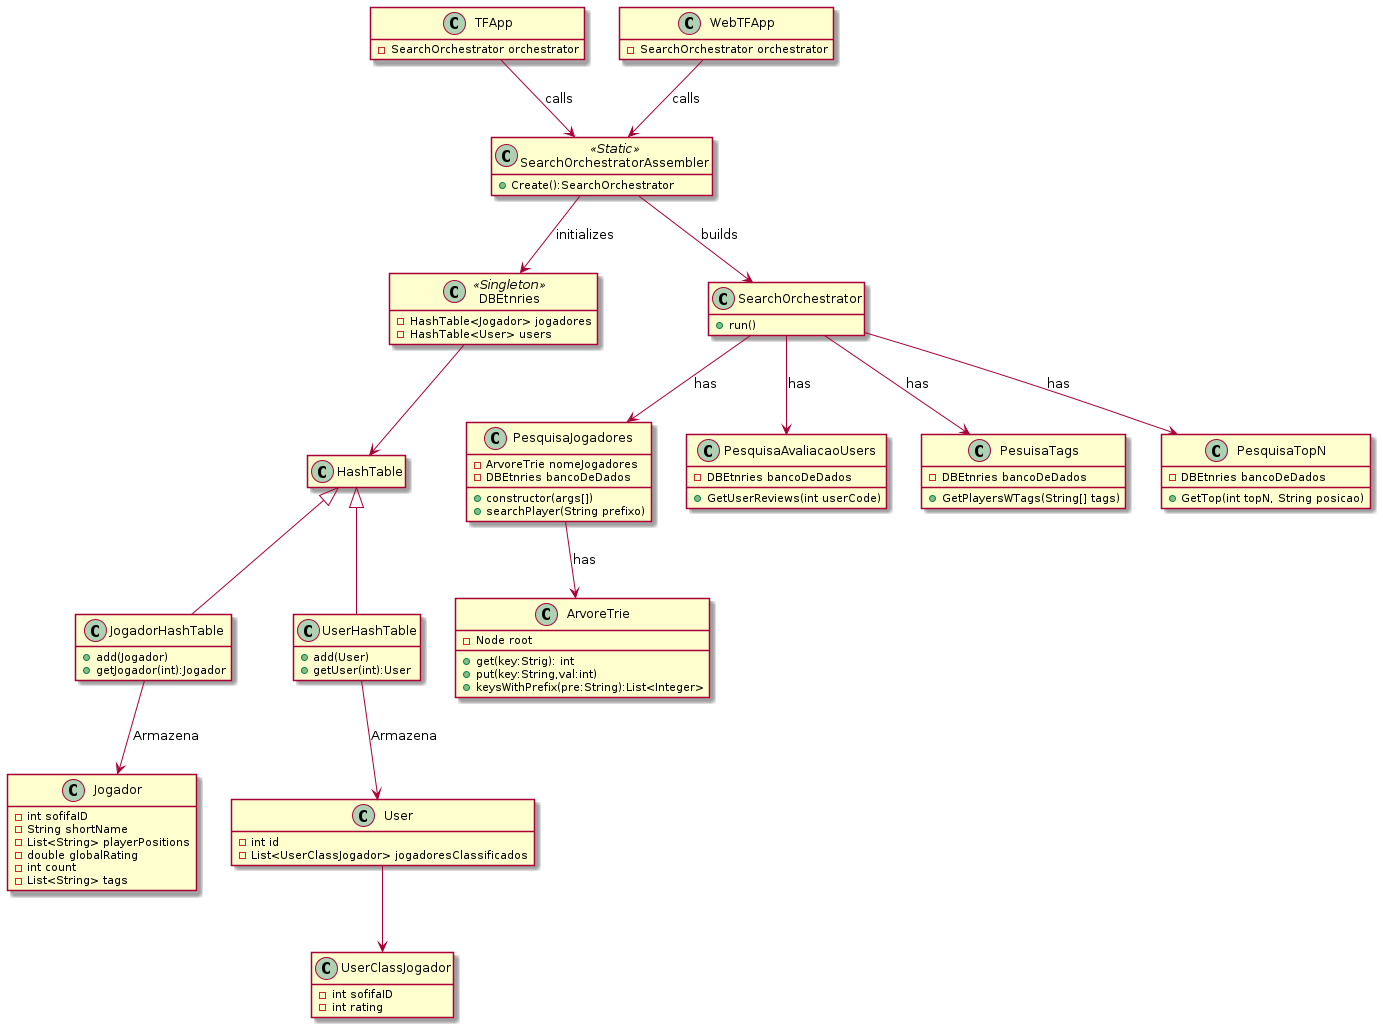 C TFApp
SearchOrchestrator orchestrator
C WebTFApp
SearchOrchestrator orchestrator
calls
calls
«Static»
C SearchOrchestratorAssembler
Create():SearchOrchestrator
initializes
builds
«Singleton»
C DBEtnries
HashTable<Jogador> jogadores
HashTable<User> users
C SearchOrchestrator
run()
has
has
has
has
C HashTable
C PesquisaJogadores
ArvoreTrie nomeJogadores
DBEtnries bancoDeDados
constructor(args[])
searchPlayer(String prefixo)
C PesquisaAvaliacaoUsers
DBEtnries bancoDeDados
GetUserReviews(int userCode)
C PesuisaTags
DBEtnries bancoDeDados
GetPlayersWTags(String[] tags)
C PesquisaTopN
DBEtnries bancoDeDados
GetTop(int topN, String posicao)
has
C JogadorHashTable
add(Jogador)
getJogador(int):Jogador
C UserHashTable
add(User)
getUser(int):User
C ArvoreTrie
Node root
get(key:Strig): int
put(key:String,val:int)
keysWithPrefix(pre:String):List<Integer>
Armazena
Armazena
C Jogador
int sofifaID
String shortName
List<String> playerPositions
double globalRating
int count
List<String> tags
C User
int id
List<UserClassJogador> jogadoresClassificados
C UserClassJogador
int sofifaID
int rating